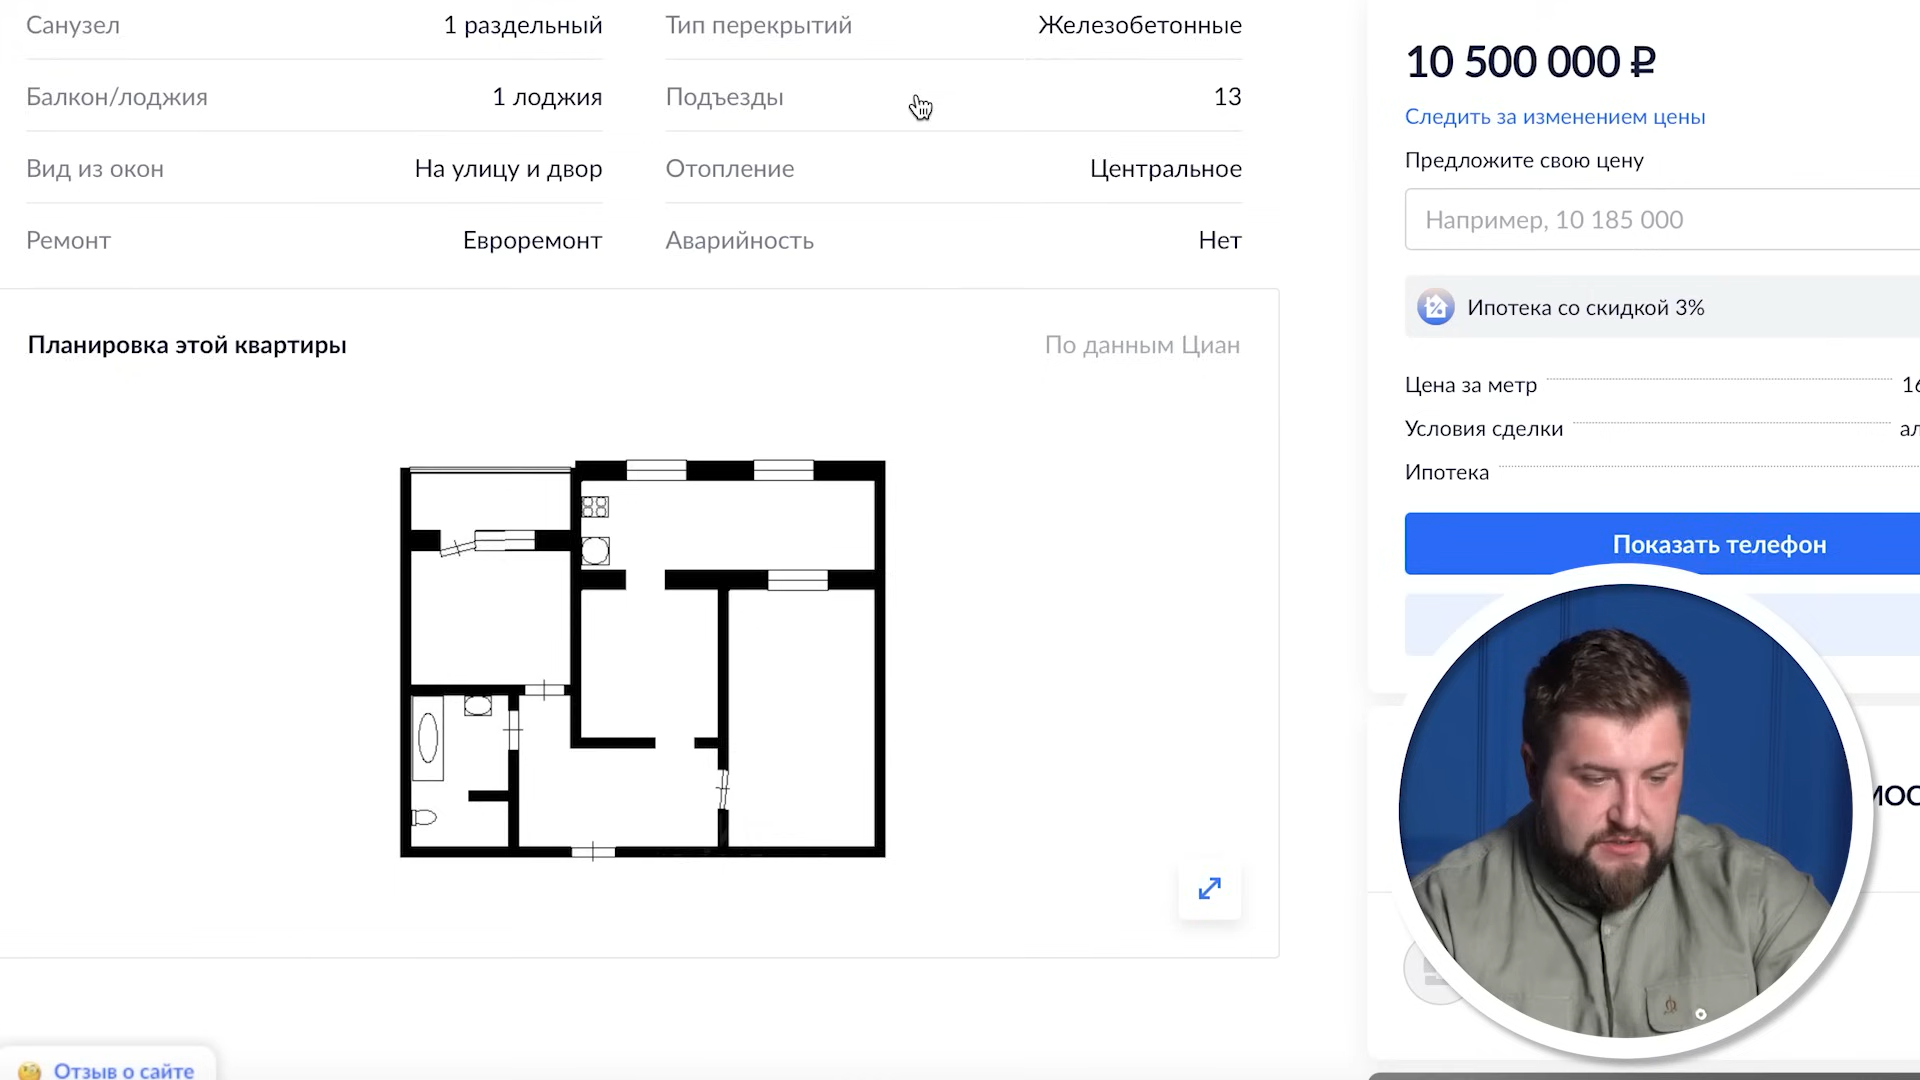 Санузел 1 раздельный
Балкон/лоджия 1 лоджия
Вид из окон На улицу и двор
Ремонт Евроремонт
Тип перекрытий Железобетонные
Подъезды 13
Отопление Центральное
Аварийность Нет
Планировка этой квартиры
По данным Циан
Отзыв о сайте
10 500 000 ₽
Следить за изменением цены
Предложите свою цену
Например, 10 185 000
Ипотека со скидкой 3%
Цена за метр
Условия сделки
Ипотека
Показать телефон